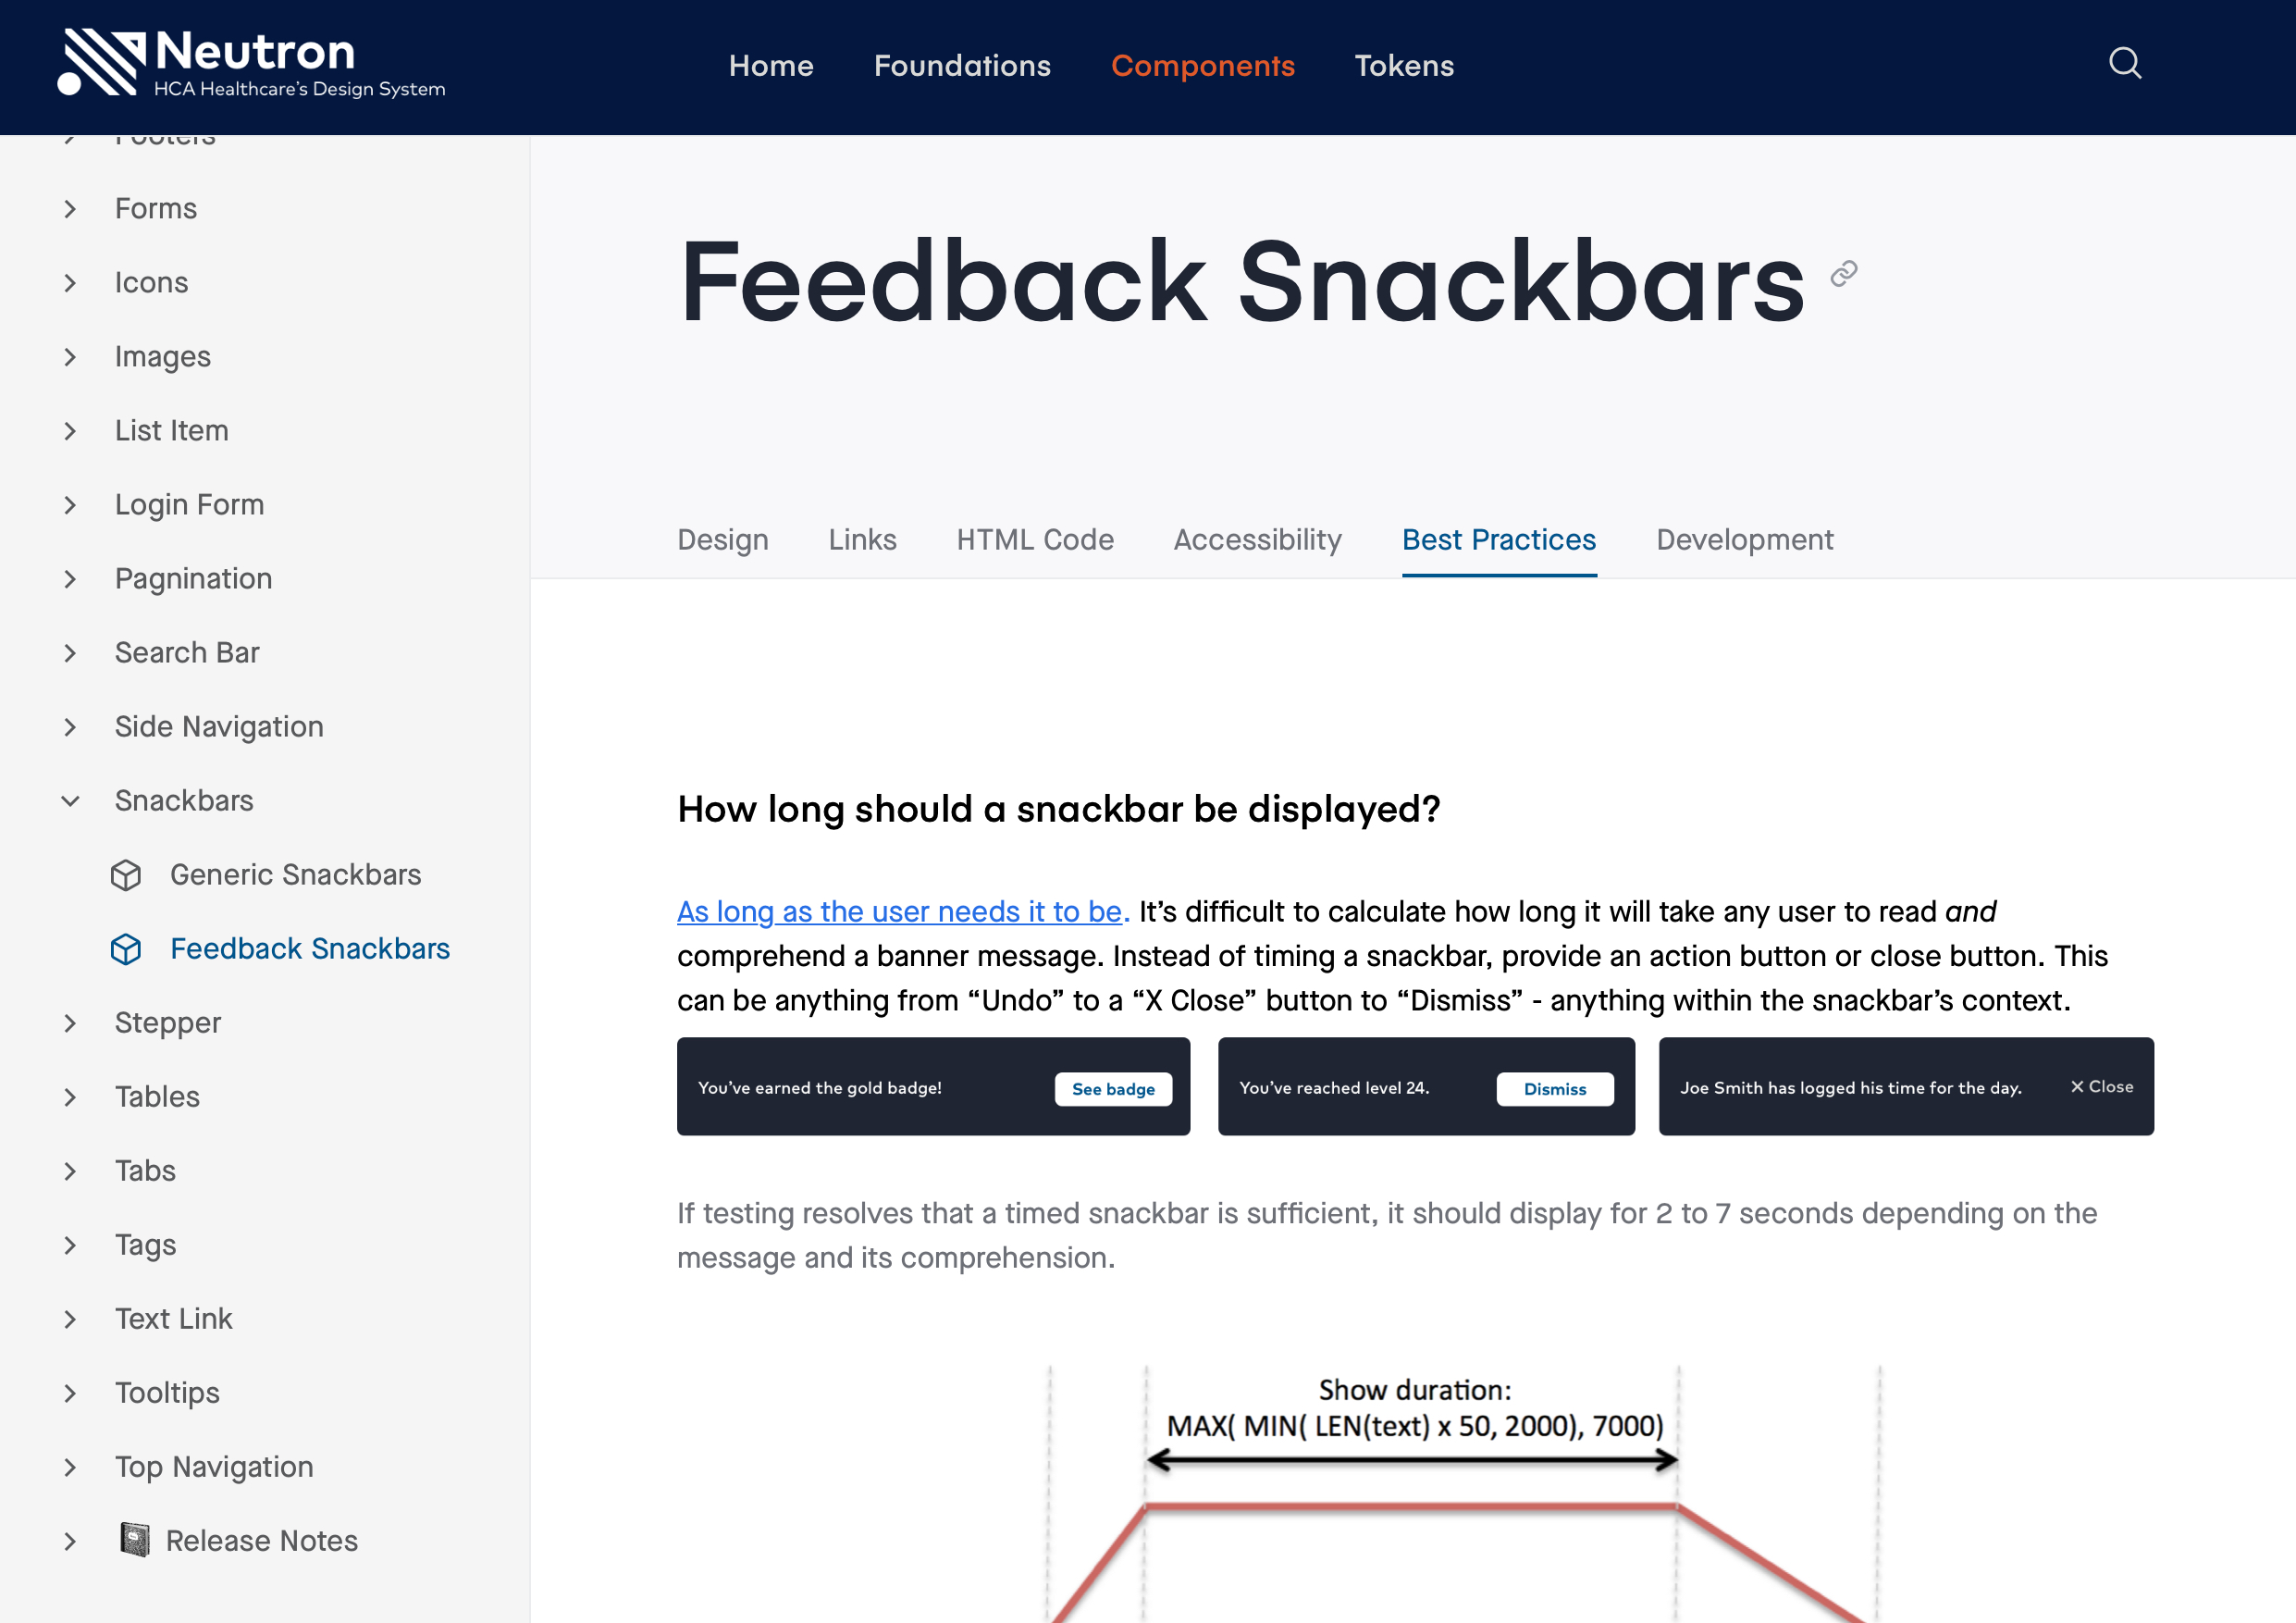 Neutron
HCA Healthcare's Design System
Home
Foundations
Components
Tokens
Footers
Forms
Icons
Images
List Item
Login Form
Pagnination
Search Bar
Side Navigation
Snackbars
Generic Snackbars
Feedback Snackbars
Stepper
Tables
Tabs
Tags
Text Link
Tooltips
Top Navigation
Release Notes
Feedback Snackbars
Design
Links
HTML Code
Accessibility
Best Practices
Development
How long should a snackbar be displayed?
As long as the user needs it to be. It’s difficult to calculate how long it will take any user to read and
comprehend a banner message. Instead of timing a snackbar, provide an action button or close button. This
can be anything from “Undo” to a “X Close” button to “Dismiss” - anything within the snackbar’s context.
You’ve earned the gold badge!
See badge
You’ve reached level 24.
Dismiss
Joe Smith has logged his time for the day.
Close
If testing resolves that a timed snackbar is sufficient, it should display for 2 to 7 seconds depending on the
message and its comprehension.
Show duration:
MAX( MIN( LEN(text) x 50, 2000), 7000)